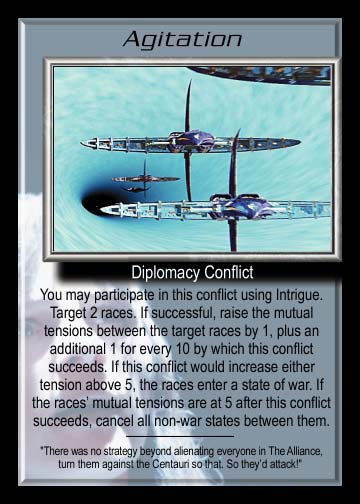 Agitation
Diplomacy Conflict
You may participate in this conflict using Intrigue.
Target 2 races. If successful, raise the mutual
tensions between the target races by 1, plus an
additional 1 for every 10 by which this conflict
succeeds. If this conflict would increase either
tension above 5, the races enter a state of war. If
the races' mutual tensions are at 5 after this conflict
succeeds, cancel all non-war states between them.
"There was no strategy beyond alienating everyone in The Alliance,
turn them against the Centauri so that. So they'd attack!"